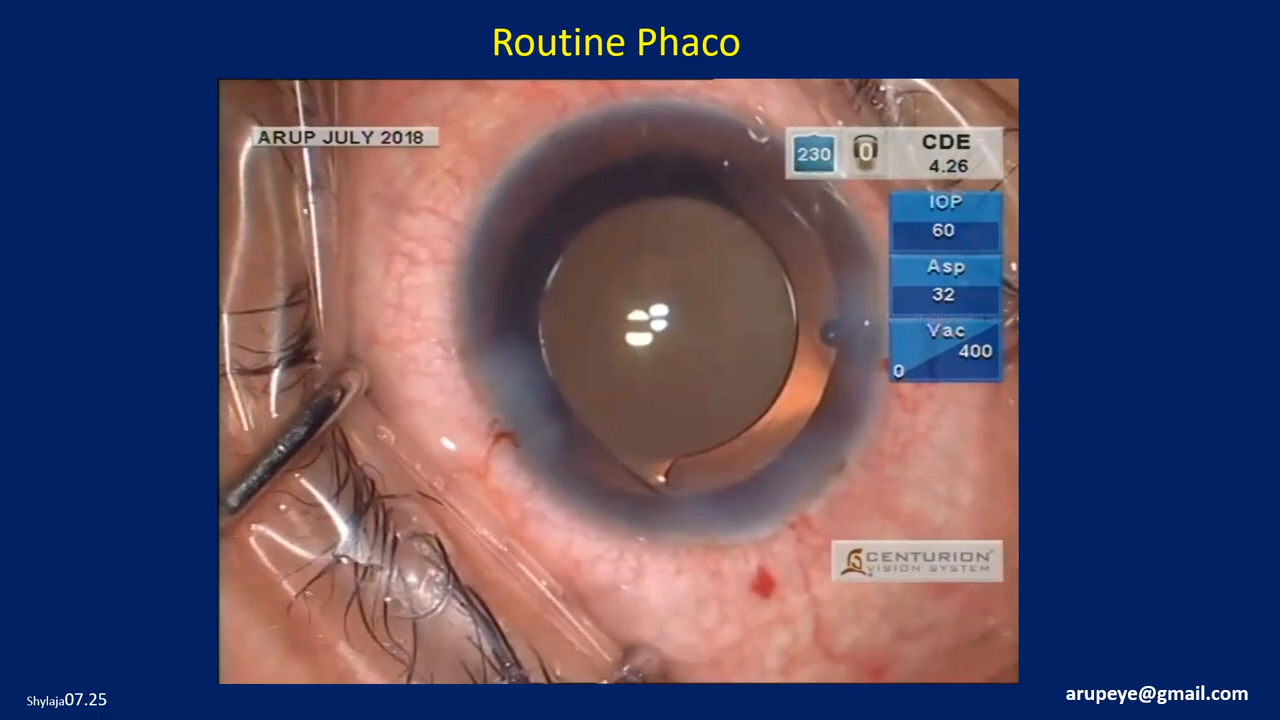 Routine Phaco
ARUP JULY 2018
230
0
CDE
4.26
IOP
60
Asp
32
Vac
400
0
CENTURION
VISION SYSTEM
Shylaja07.25
arupeye@gmail.com